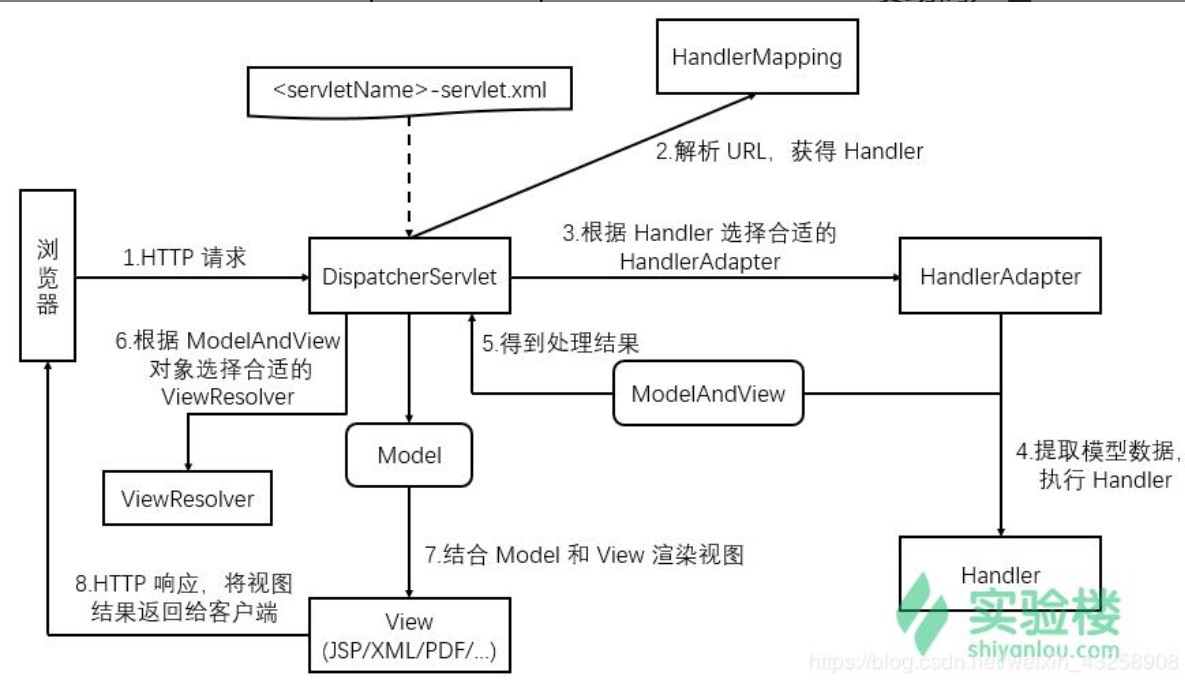 HandlerMapping
<servletName>-servlet.xml
2.解析 URL，获得 Handler
浏
览
器
1.HTTP 请求
3.根据 Handler 选择合适的
HandlerAdapter
DispatcherServlet
HandlerAdapter
6.根据 ModelAndView
对象选择合适的
ViewResolver
5.得到处理结果
ModelAndView
Model
4.提取模型数据，
执行 Handler
ViewResolver
7.结合 Model 和 View 渲染视图
8.HTTP 响应，将视图
结果返回给客户端
Handler
View
(JSP/XML/PDF/...)
实验楼
shiyanlou.com
https://blog.csdn.net/weixin_43258908